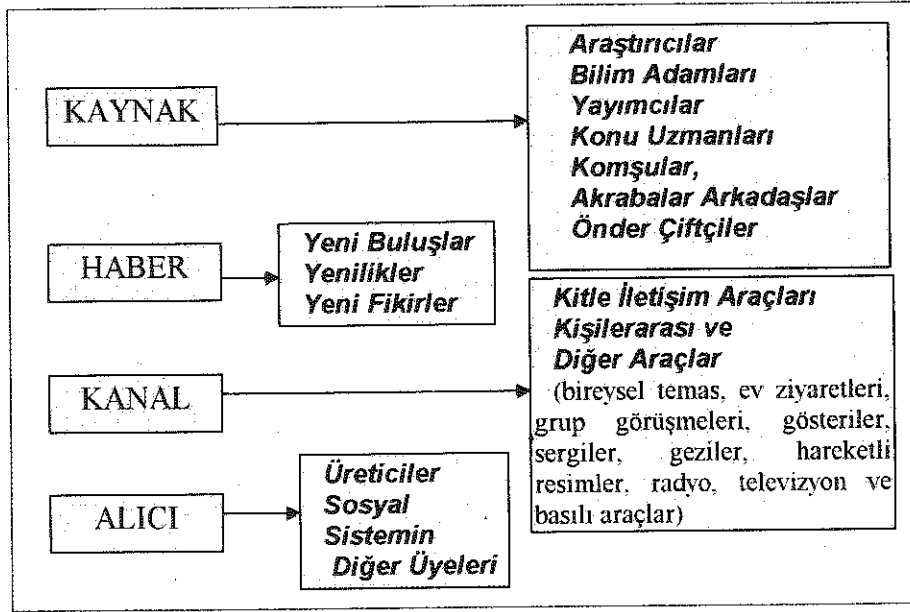 KAYNAK
Araştırıcılar
Bilim Adamları
Yayımcılar
Konu Uzmanları
Komşular,
Akrabalar Arkadaşlar
Önder Çiftçiler
HABER
Yeni Buluşlar
Yenilikler
Yeni Fikirler
KANAL
Kitle İletişim Araçları
Kişilerarası ve
Diğer Araçlar
(bireysel temas, ev ziyaretleri,
grup görüşmeleri, gösteriler,
sergiler, geziler, hareketli
resimler, radyo, televizyon ve
basılı araçlar)
ALICI
Üreticiler
Sosyal
Sistemin
Diğer Üyeleri